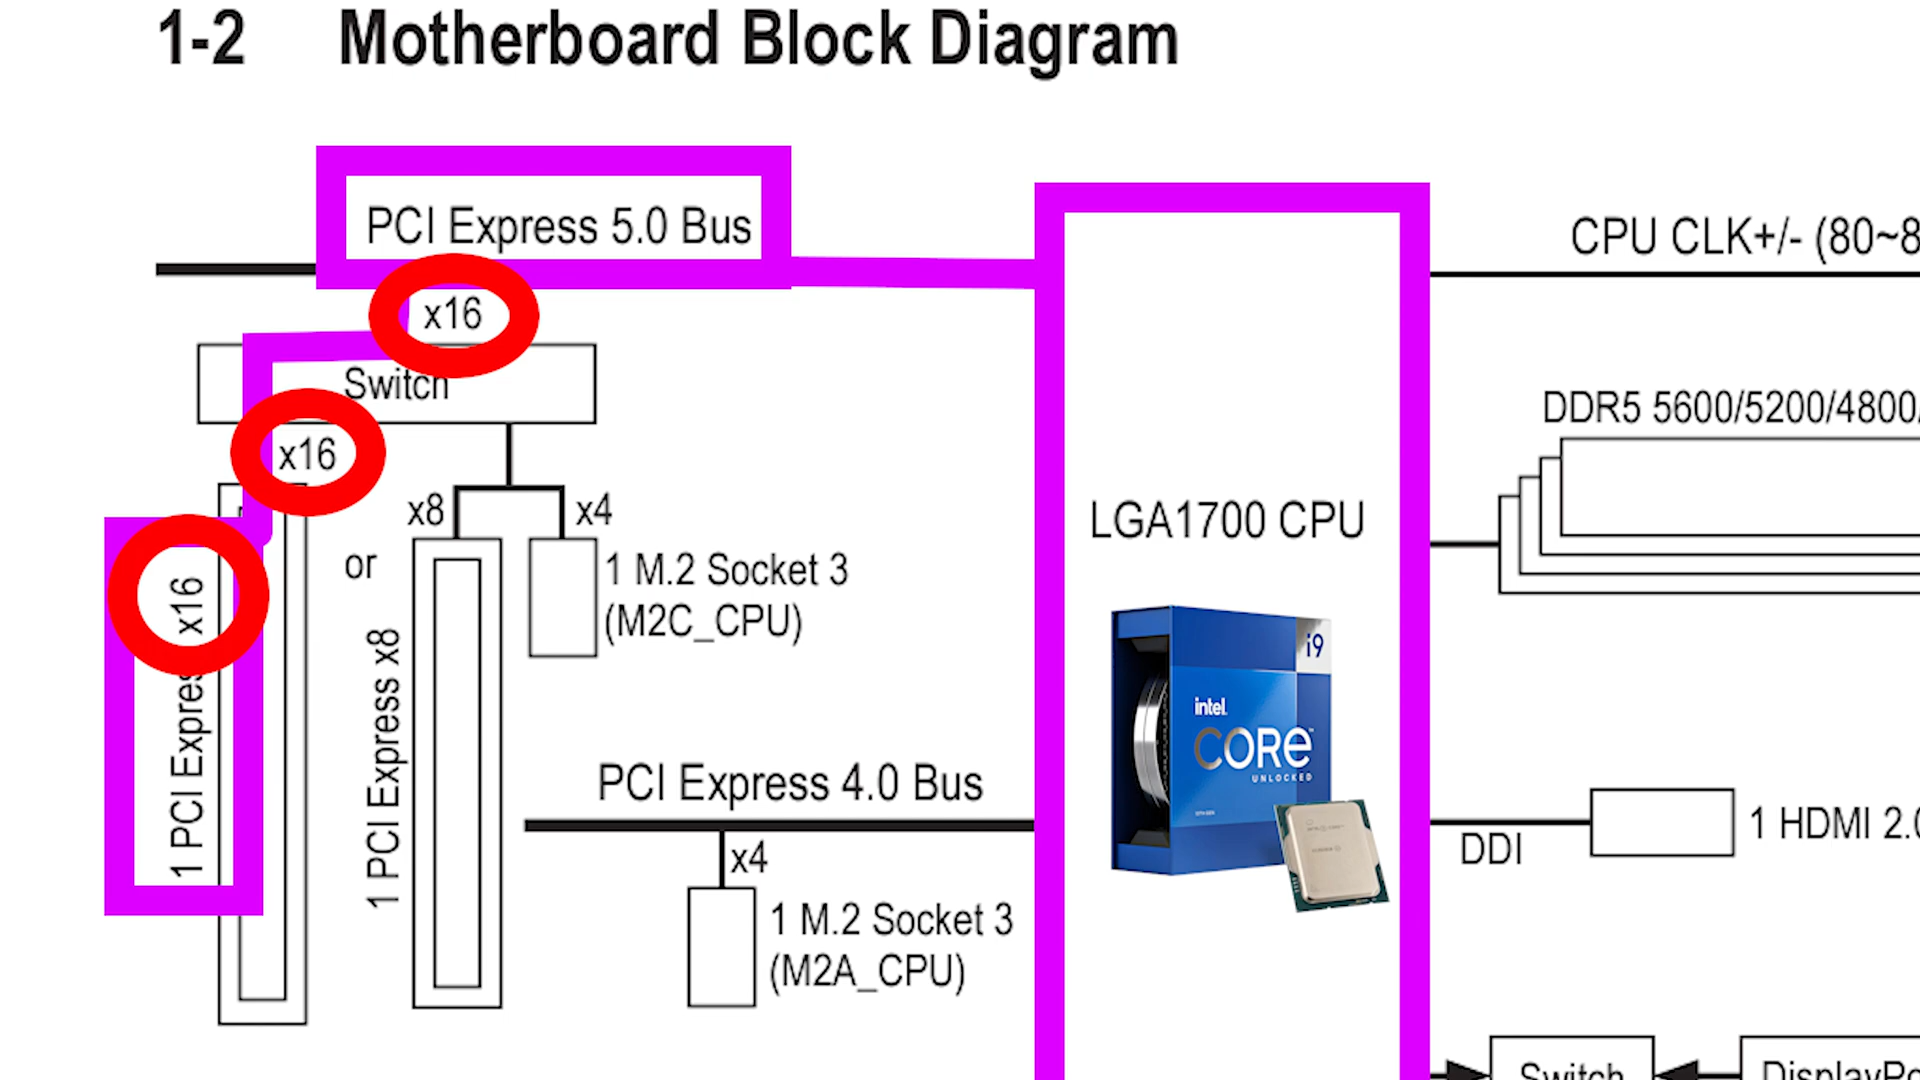 1-2 Motherboard Block Diagram
PCI Express 5.0 Bus
CPU CLK+/- (80~8
x16
Switch
x16
DDR5 5600/5200/4800/
x8
x4
LGA1700 CPU
or
1 M.2 Socket 3
(M2C_CPU)
1 PCI Express x16
1 PCI Express x8
i9
intel.
CORE
UNLOCKED
PCI Express 4.0 Bus
x4
DDI
1 HDMI 2.0
1 M.2 Socket 3
(M2A_CPU)
Switch
DisplayPo